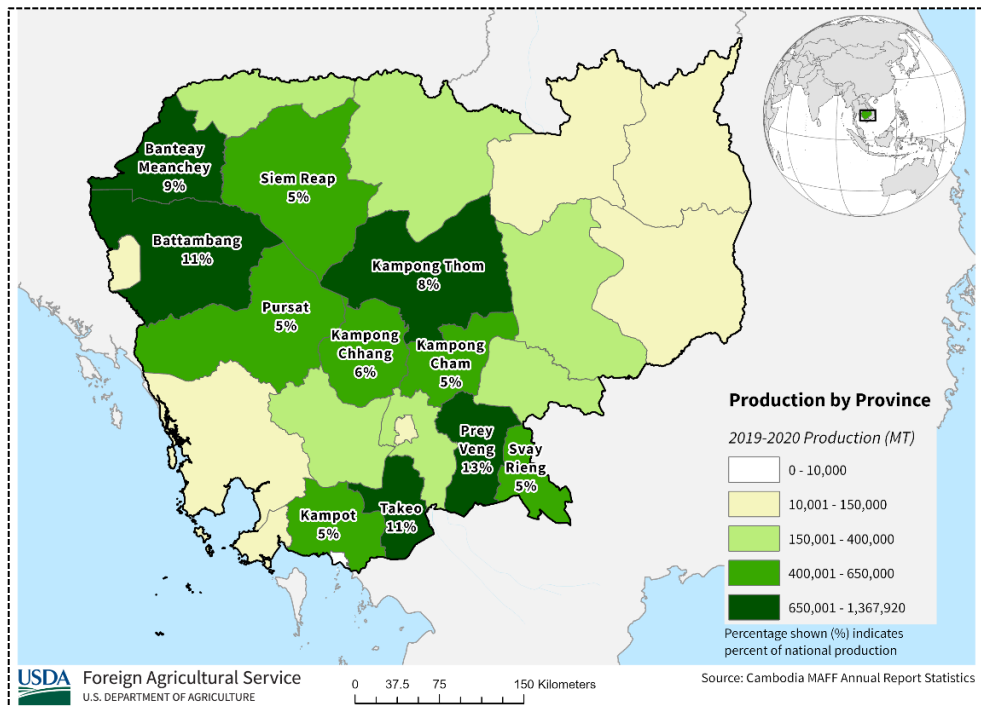 Banteay
Meanchey
9%
Siem Reap
5%
Battambang
11%
Kampong Thom
8%
Pursat
5%
Kampong
Chhang
6%
Kampong
Cham
5%
Prey
Veng
13%
Svay
Rieng
5%
Kampot
5%
Takeo
11%
Production by Province
2019-2020 Production (MT)
0 - 10,000
10,001 - 150,000
150,001 - 400,000
400,001 - 650,000
650,001 - 1,367,920
Percentage shown (%) indicates
percent of national production
USDA
Foreign Agricultural Service
U.S. DEPARTMENT OF AGRICULTURE
0 37.5 75 150 Kilometers
Source: Cambodia MAFF Annual Report Statistics